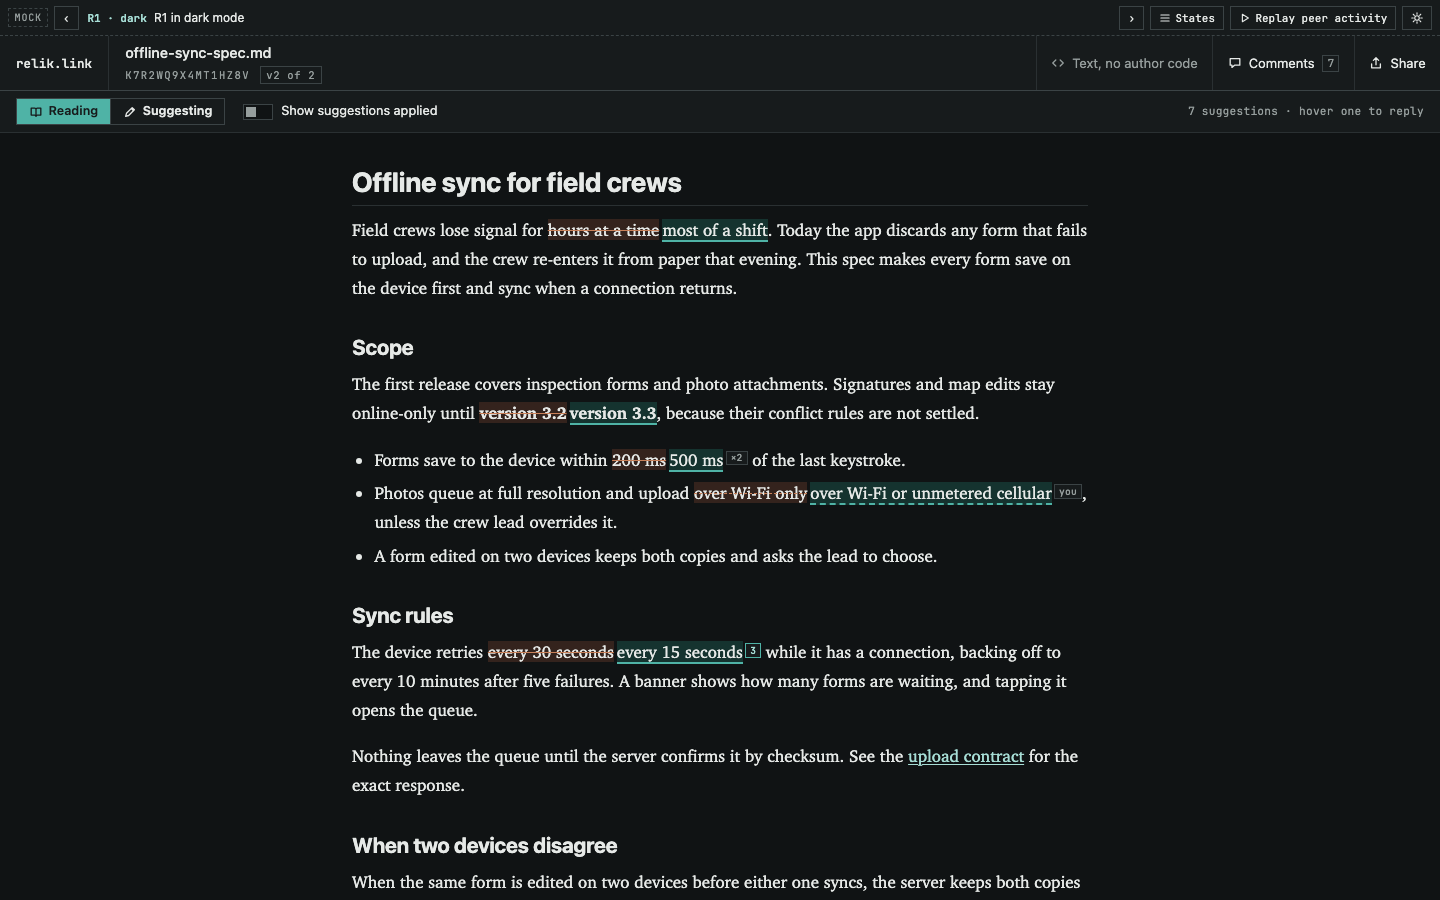 MOCK ‹ R1 · dark R1 in dark mode › States Replay peer activity
relik.link offline-sync-spec.md Text, no author code Comments 7 Share
K7R2WQ9X4MT1HZ8V v2 of 2
Reading Suggesting Show suggestions applied 7 suggestions · hover one to reply
Offline sync for field crews
Field crews lose signal for hours at a time most of a shift. Today the app discards any form that fails
to upload, and the crew re-enters it from paper that evening. This spec makes every form save on
the device first and sync when a connection returns.
Scope
The first release covers inspection forms and photo attachments. Signatures and map edits stay
online-only until version 3.2 version 3.3, because their conflict rules are not settled.
• Forms save to the device within 200 ms 500 ms ×2 of the last keystroke.
• Photos queue at full resolution and upload over Wi-Fi only over Wi-Fi or unmetered cellular you,
unless the crew lead overrides it.
• A form edited on two devices keeps both copies and asks the lead to choose.
Sync rules
The device retries every 30 seconds every 15 seconds 3 while it has a connection, backing off to
every 10 minutes after five failures. A banner shows how many forms are waiting, and tapping it
opens the queue.
Nothing leaves the queue until the server confirms it by checksum. See the upload contract for the
exact response.
When two devices disagree
When the same form is edited on two devices before either one syncs, the server keeps both copies